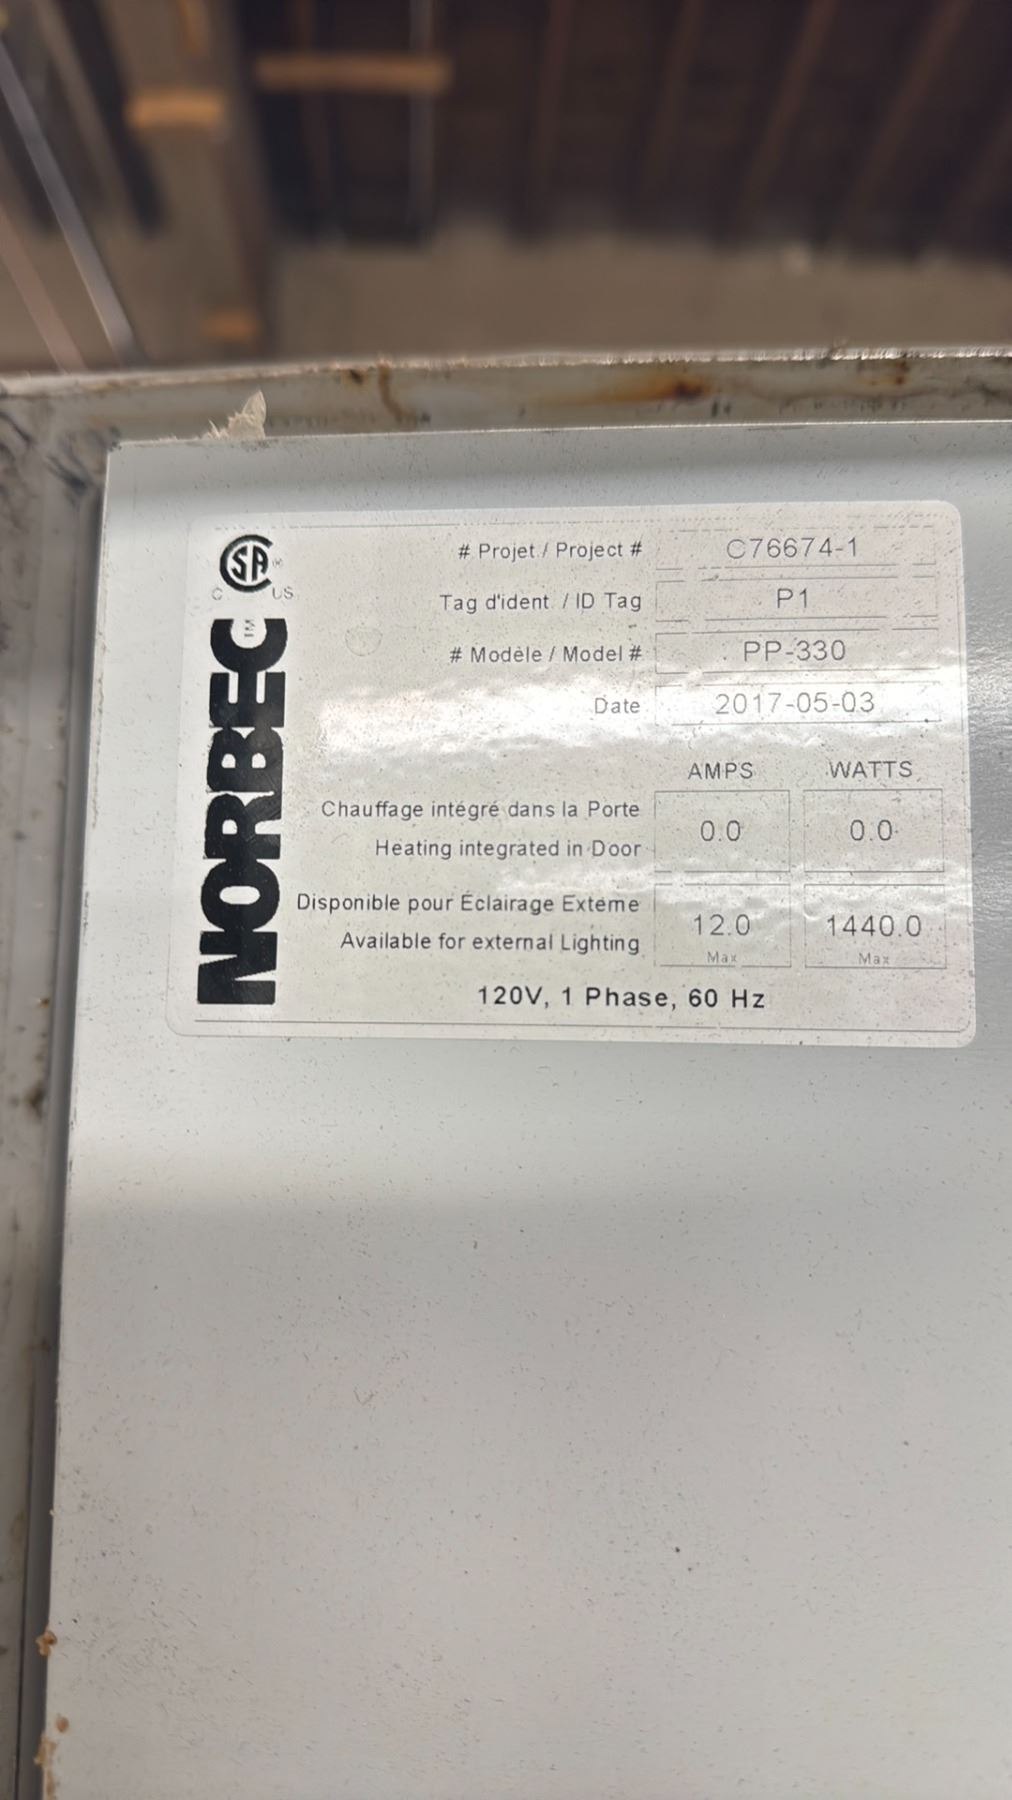 CSA®
C US
NORBEC™
# Projet / Project # C76674-1
Tag d'ident. / ID Tag P1
# Modèle / Model # PP-330
Date 2017-05-03
AMPS WATTS
Chauffage intégré dans la Porte
Heating integrated in Door
0.0 0.0
Disponible pour Éclairage Externe
Available for external Lighting
12.0 1440.0
Max Max
120V, 1 Phase, 60 Hz